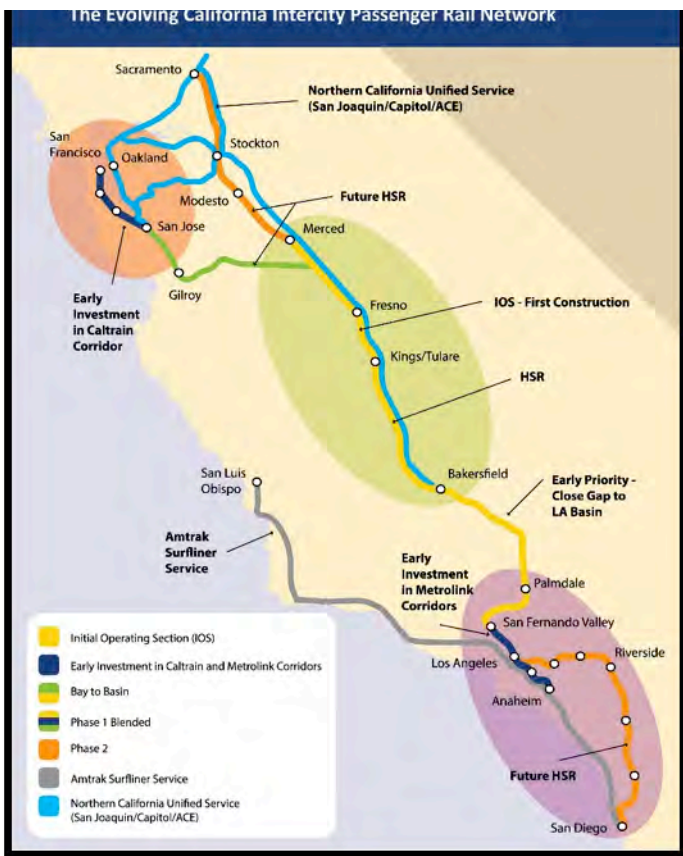 The Evolving California Intercity Passenger Rail Network
Sacramento
Northern California Unified Service
(San Joaquin/Capitol/ACE)
San
Francisco
Oakland
Stockton
Modesto
Future HSR
San Jose
Merced
Gilroy
Early
Investment
in Caltrain
Corridor
Fresno
IOS - First Construction
Kings/Tulare
HSR
San Luis
Obispo
Bakersfield
Early Priority -
Close Gap to
LA Basin
Amtrak
Surfliner
Service
Early
Investment
in Metrolink
Corridors
Palmdale
San Fernando Valley
Los Angeles
Riverside
Anaheim
Future HSR
San Diego
Initial Operating Section (IOS)
Early Investment in Caltrain and Metrolink Corridors
Bay to Basin
Phase 1 Blended
Phase 2
Amtrak Surfliner Service
Northern California Unified Service
(San Joaquin/Capitol/ACE)